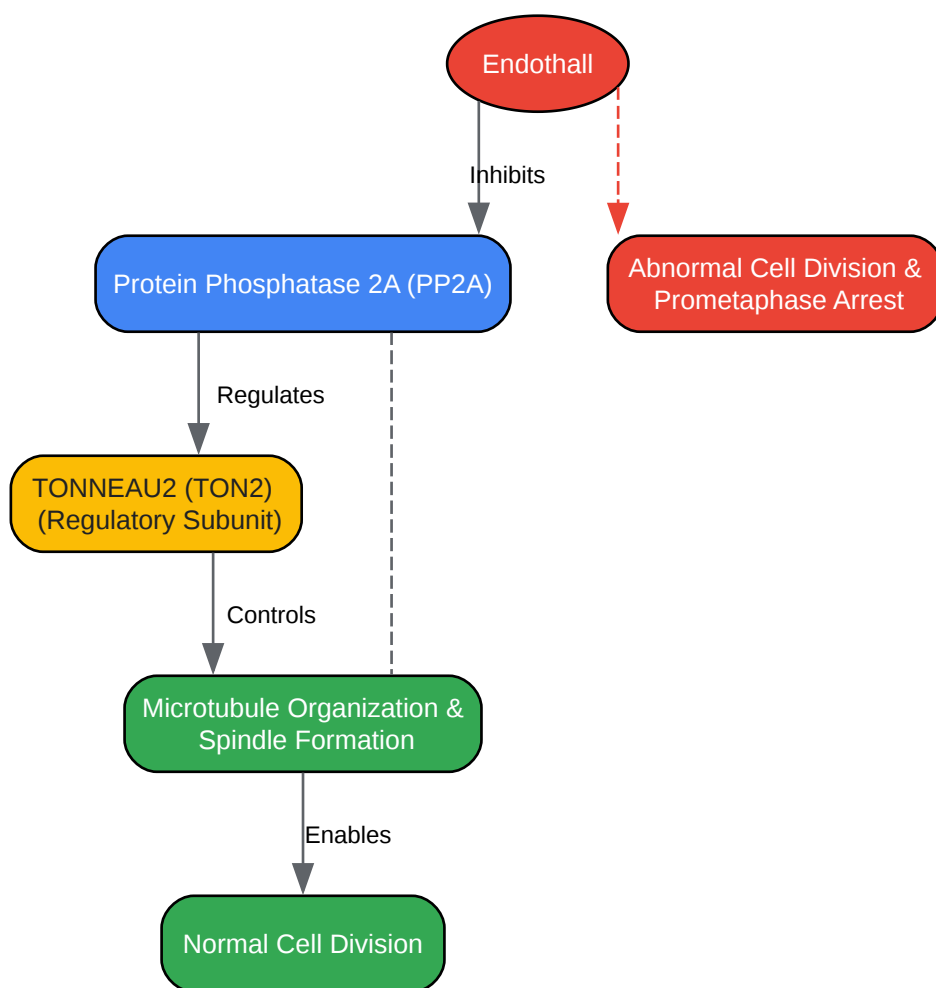 Endothall
Inhibits
Protein Phosphatase 2A (PP2A)
Abnormal Cell Division &
Prometaphase Arrest
Regulates
TONNEAU2 (TON2)
(Regulatory Subunit)
Controls
Microtubule Organization &
Spindle Formation
Enables
Normal Cell Division